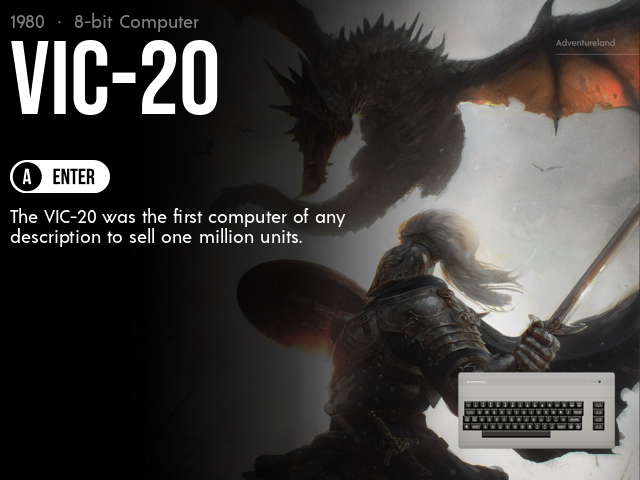 1980 · 8-bit Computer
VIC-20
Adventureland
A ENTER
The VIC-20 was the first computer of any
description to sell one million units.